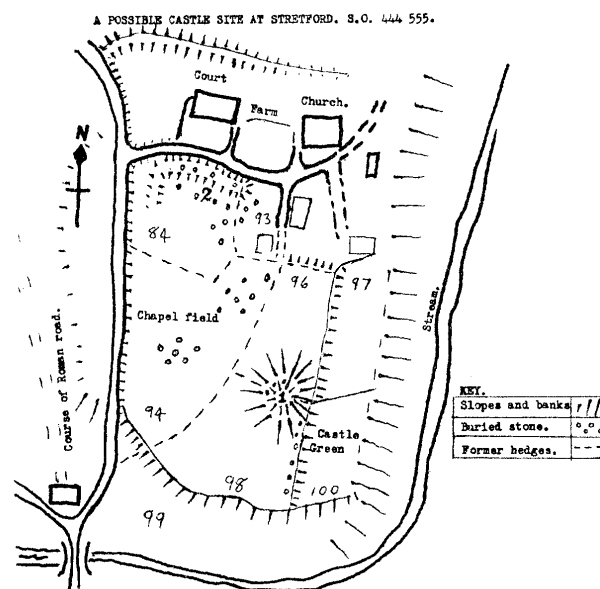 A POSSIBLE CASTLE SITE AT STRETFORD. S.O. 444 555.
Court
Farm
Church.
N
2
93
84
96
97
Chapel field
Stream.
Course of Roman road.
1
94
Castle
Green
98
100
99
KEY.
Slopes and banks
Buried stone.
Former hedges.